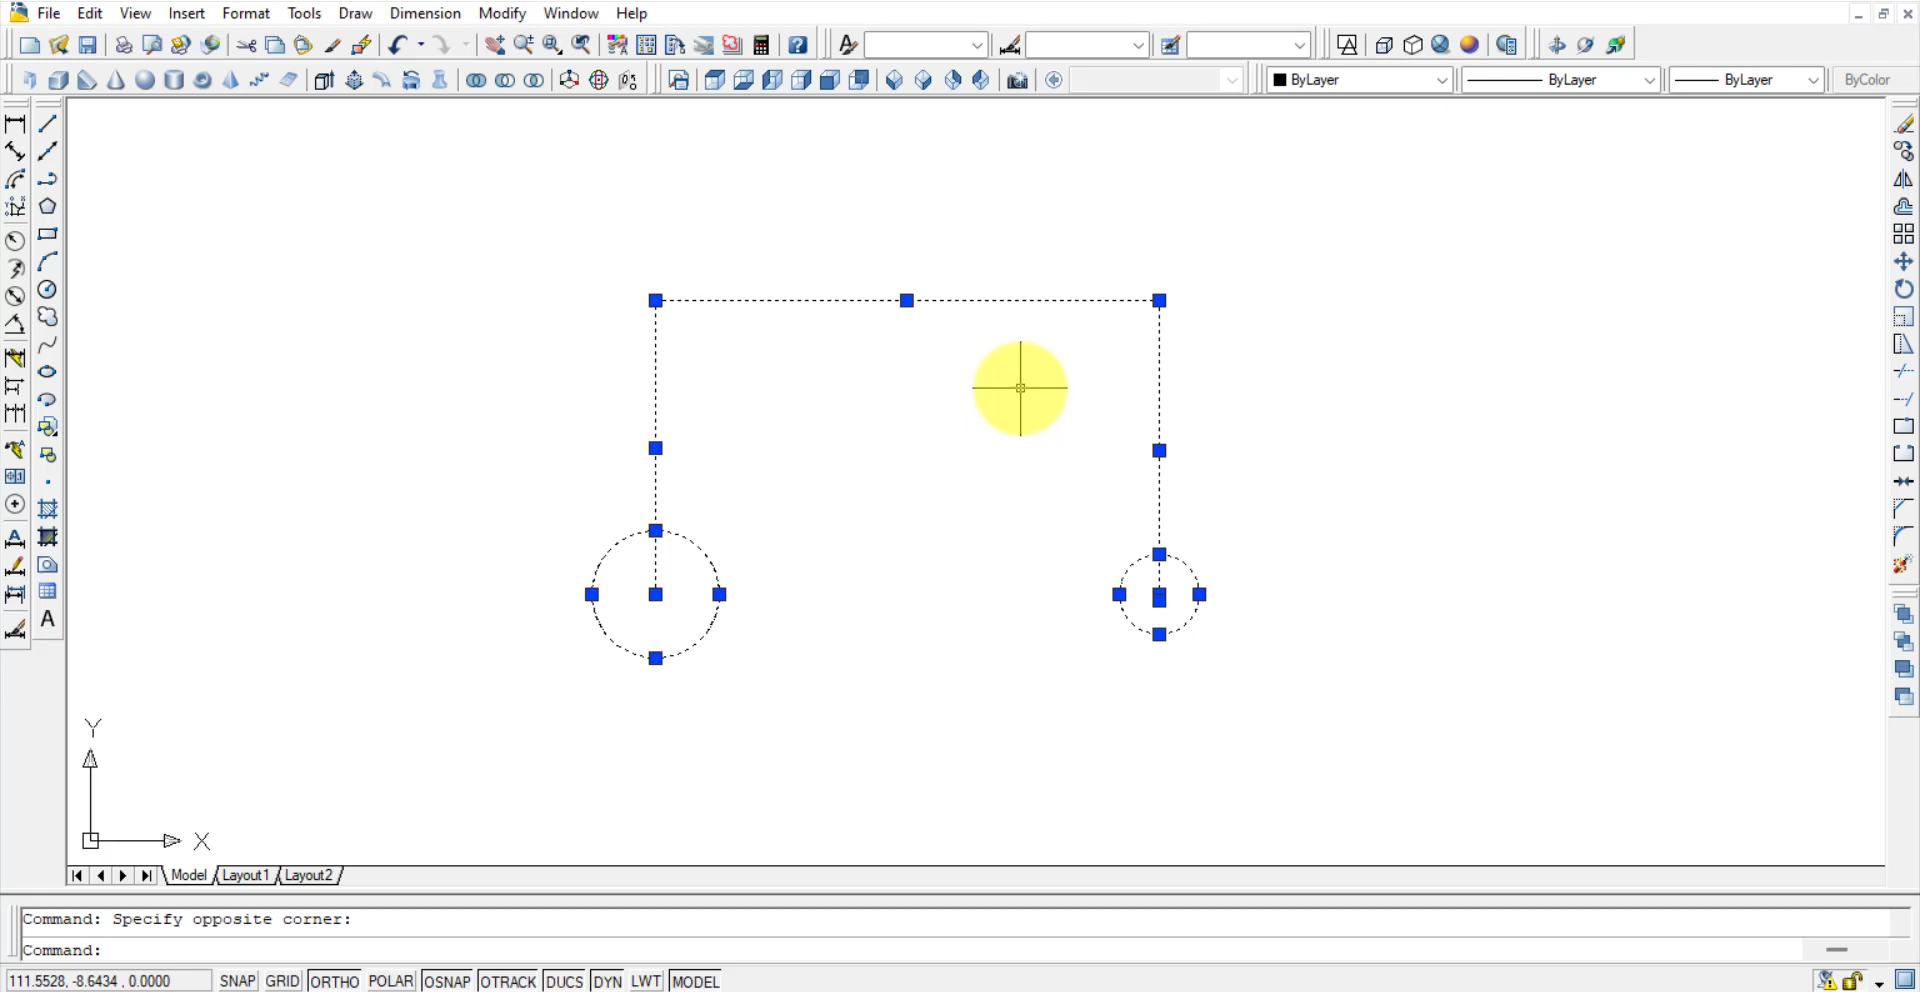 File Edit View Insert Format Tools Draw Dimension Modify Window Help
ByLayer ByLayer ByLayer ByColor
A
Y
X
Model Layout1 Layout2
Command: Specify opposite corner:
Command:
111.5528, -8.6434 , 0.0000 SNAP GRID ORTHO POLAR OSNAP OTRACK DUCS DYN LWT MODEL